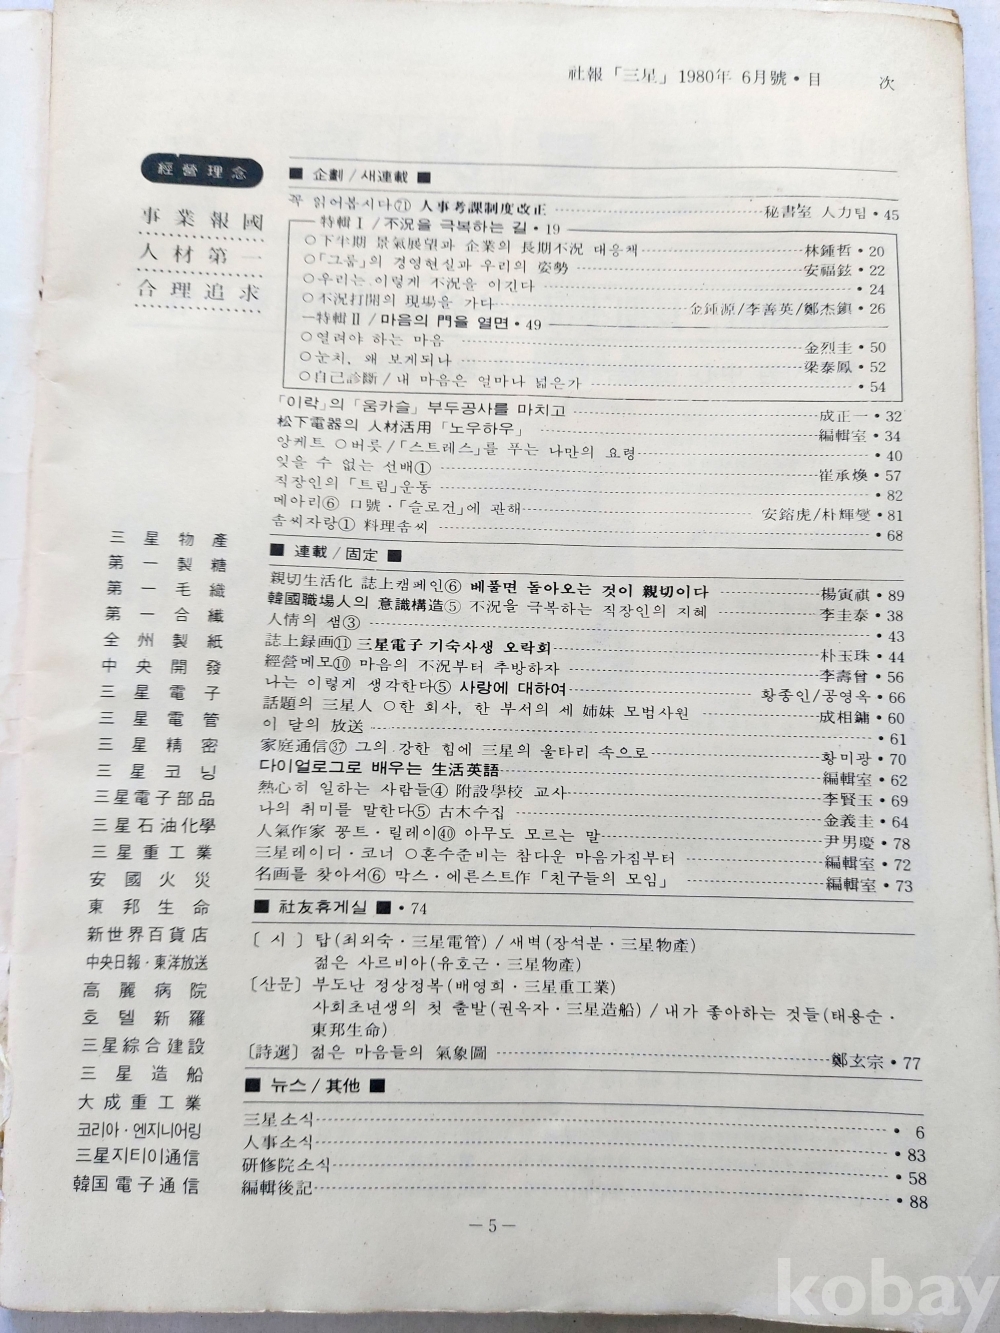 社報「三星」1980年 6月號・目 次
經營理念
事業報國
人材第一
合理追求
三星物產
第一製糖
第一毛織
第一合纖
全州製紙
中央開發
三星電子
三星電管
三星精密
三星코닝
三星電子部品
三星石油化學
三星重工業
安國火災
東邦生命
新世界百貨店
中央日報・東洋放送
高麗病院
호텔新羅
三星綜合建設
三星造船
大成重工業
코리아・엔지니어링
三星지티이通信
韓国電子通信
■ 企劃 / 새連載 ■
꼭 읽어봅시다㉑ 人事考課制度改正 秘書室 人力팀・45
特輯Ⅰ / 不況을 극복하는 길・19
○下半期 景氣展望과 企業의 長期不況 대응책 林鍾哲・20
○「그룹」의 경영현실과 우리의 姿勢 安福鉉・22
○우리는 이렇게 不況을 이긴다 ・24
○不況打開의 現場을 가다 金鍾源/李善英/鄭杰鎭・26
特輯Ⅱ / 마음의 門을 열면・49
○열려야 하는 마음 金烈圭・50
○눈치, 왜 보게되나 梁泰鳳・52
○自己診斷 / 내 마음은 얼마나 넓은가 ・54
「이락」의 「움카슬」 부두공사를 마치고 成正一・32
松下電器의 人材活用「노우하우」 編輯室・34
앙케트 ○버릇/「스트레스」를 푸는 나만의 요령 ・40
잊을 수 없는 선배① 崔承煥・57
직장인의「트림」운동 ・82
메아리⑥ 口號・「슬로건」에 관해 安鎔虎/朴輝燮・81
솜씨자랑① 料理솜씨 ・68
■ 連載 / 固定 ■
親切生活化 誌上캠페인⑥ 베풀면 돌아오는 것이 親切이다 楊寅祺・89
韓國職場人의 意識構造⑤ 不況을 극복하는 직장인의 지혜 李圭泰・38
人情의 샘③ ・43
誌上録画⑪ 三星電子 기숙사생 오락회 朴玉珠・44
經營메모⑩ 마음의 不況부터 추방하자 李壽曾・56
나는 이렇게 생각한다⑤ 사랑에 대하여 황종인/공영옥・66
話題의 三星人 ○한 회사, 한 부서의 세 姉妹 모범사원 成相鏞・60
이 달의 放送 ・61
家庭通信㊲ 그의 강한 힘에 三星의 울타리 속으로 황미광・70
다이얼로그로 배우는 生活英語 編輯室・62
熱心히 일하는 사람들④ 附設學校 교사 李賢玉・69
나의 취미를 말한다⑤ 古木수집 金義圭・64
人氣作家 꽁트・릴레이㊵ 아무도 모르는 말 尹男慶・78
三星레이디・코너 ○혼수준비는 참다운 마음가짐부터 編輯室・72
名画를 찾아서⑥ 막스・에른스트作「친구들의 모임」 編輯室・73
■ 社友휴게실 ■・74
〔 시 〕 탑(최외숙・三星電管) / 새벽(장석분・三星物産)
젊은 사르비아(유호근・三星物産)
〔산문〕 부도난 정상정복(배영희・三星重工業)
사회초년생의 첫 출발(권옥자・三星造船) / 내가 좋아하는 것들(태용순・
東邦生命)
〔詩選〕 젊은 마음들의 氣象圖 鄭玄宗・77
■ 뉴스 / 其他 ■
三星소식 ・6
人事소식 ・83
研修院소식 ・58
編輯後記 ・88
－5－
kobay